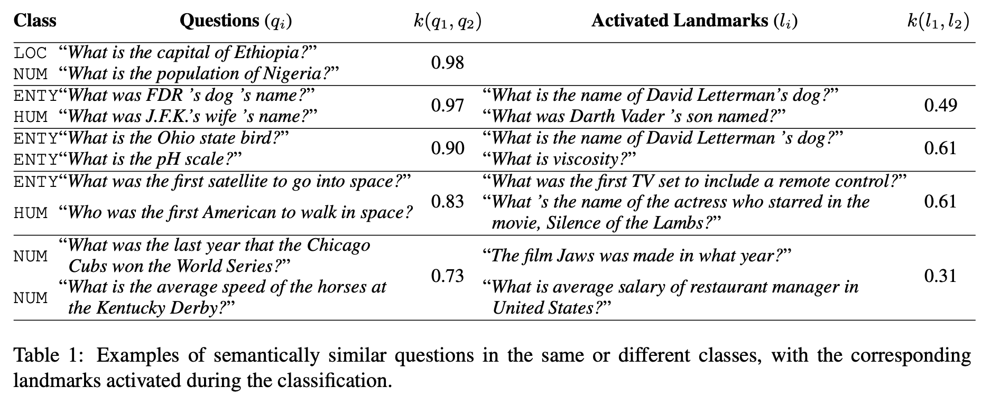 Class Questions (qᵢ) k(q₁, q₂) Activated Landmarks (lᵢ) k(l₁, l₂)
LOC “What is the capital of Ethiopia?”
0.98
NUM “What is the population of Nigeria?”
ENTY “What was FDR ’s dog ’s name?” “What is the name of David Letterman’s dog?”
0.97 0.49
HUM “What was J.F.K.’s wife ’s name?” “What was Darth Vader ’s son named?”
ENTY “What is the Ohio state bird?” “What is the name of David Letterman ’s dog?”
0.90 0.61
ENTY “What is the pH scale?” “What is viscosity?”
ENTY “What was the first satellite to go into space?” “What was the first TV set to include a remote control?”
0.83 0.61
HUM “Who was the first American to walk in space? “What ’s the name of the actress who starred in the
movie, Silence of the Lambs?”
NUM “What was the last year that the Chicago
Cubs won the World Series?” “The film Jaws was made in what year?”
0.73 0.31
NUM “What is the average speed of the horses at “What is average salary of restaurant manager in
the Kentucky Derby?” United States?”
Table 1: Examples of semantically similar questions in the same or different classes, with the corresponding
landmarks activated during the classification.